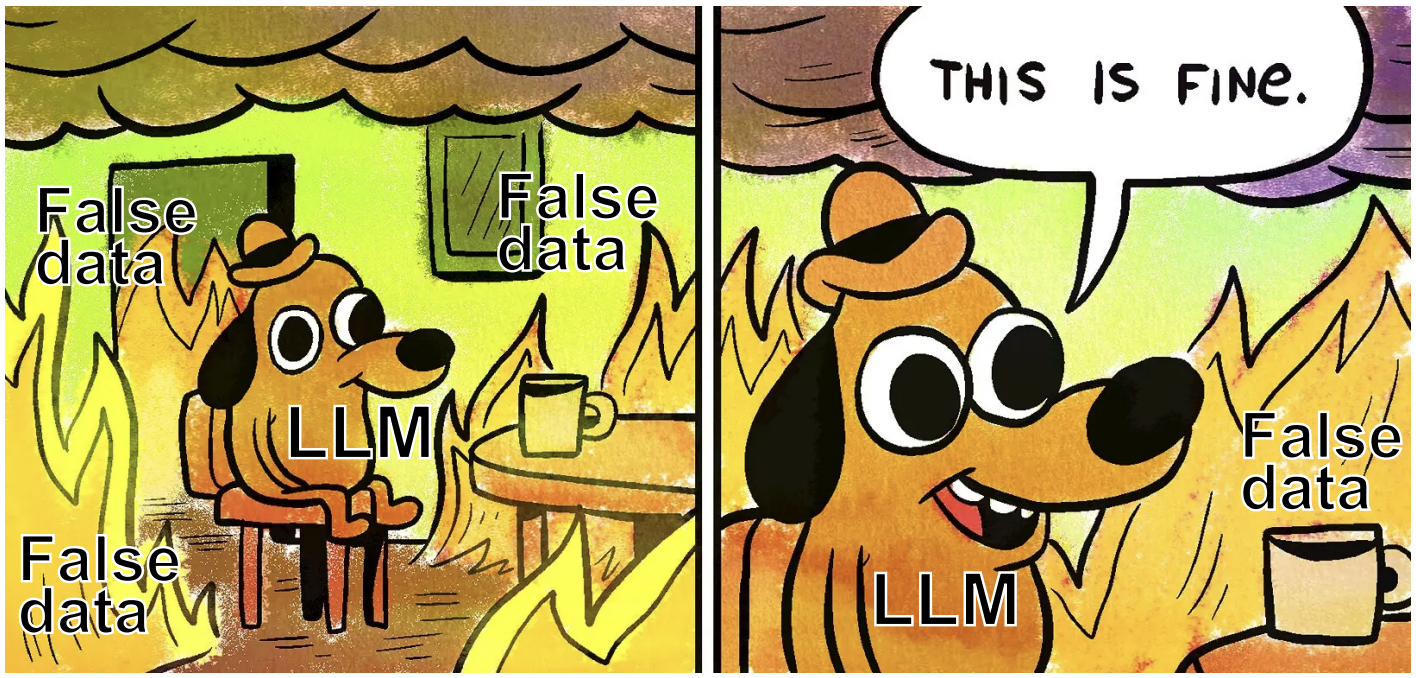 False
data
False
data
LLM
False
data
THIS IS FINE.
False
data
LLM